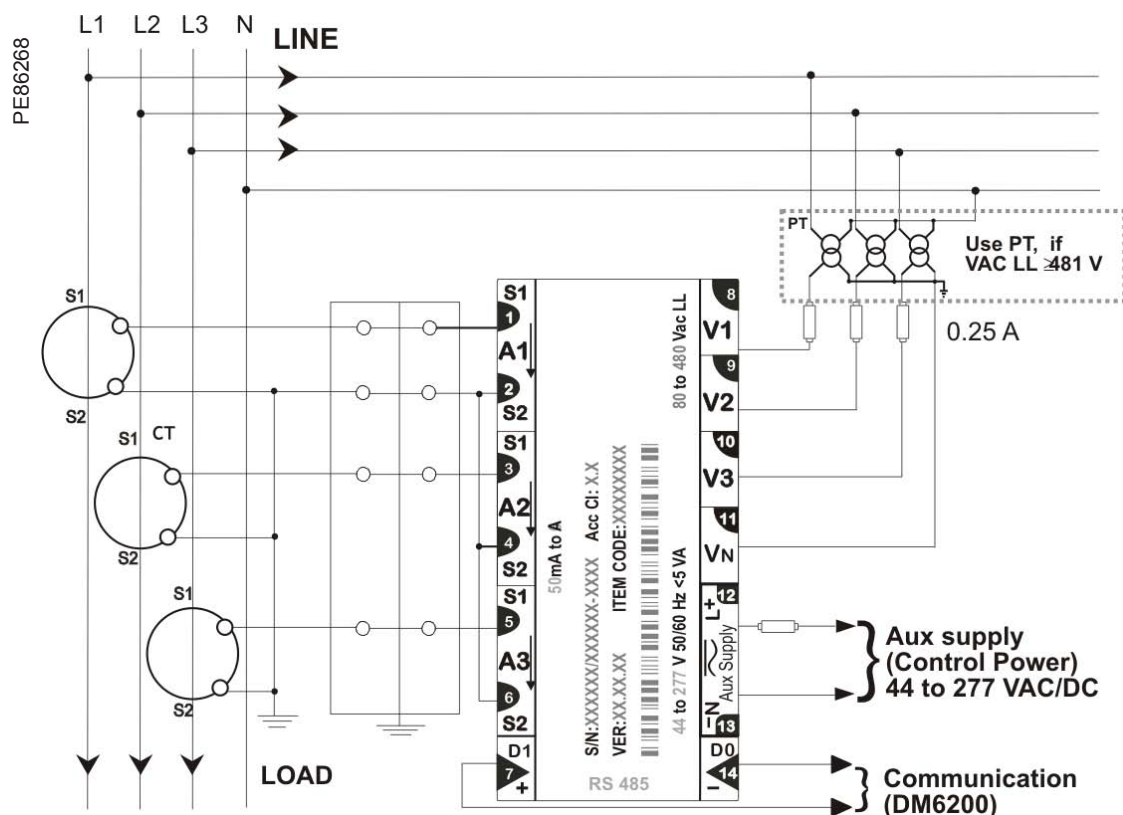 PE86268
L1 L2 L3 N
LINE
PT
Use PT, if
VAC LL ≥481 V
0.25 A
S1
S2
S1
CT
S2
S1
S2
LOAD
S1
1
A1
2
S2
S1
3
A2
4
S2
S1
5
A3
6
S2
D1
7
+
50mA to A
S/N:XXXXXX/XXXXXX-XXXX Acc Cl: X.X
VER:XX.XX.XX ITEM CODE:XXXXXXXX
44 to 277 V 50/60 Hz <5 VA
80 to 480 Vac LL
RS 485
8
V1
9
V2
10
V3
11
VN
12
L+
Aux Supply
–N
13
D0
14
–
Aux supply
(Control Power)
44 to 277 VAC/DC
Communication
(DM6200)